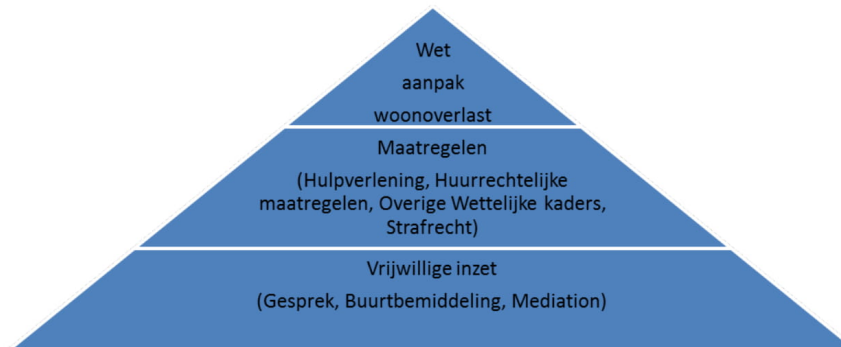 Wet
aanpak
woonoverlast
Maatregelen
(Hulpverlening, Huurrechtelijke
maatregelen, Overige Wettelijke kaders,
Strafrecht)
Vrijwillige inzet
(Gesprek, Buurtbemiddeling, Mediation)